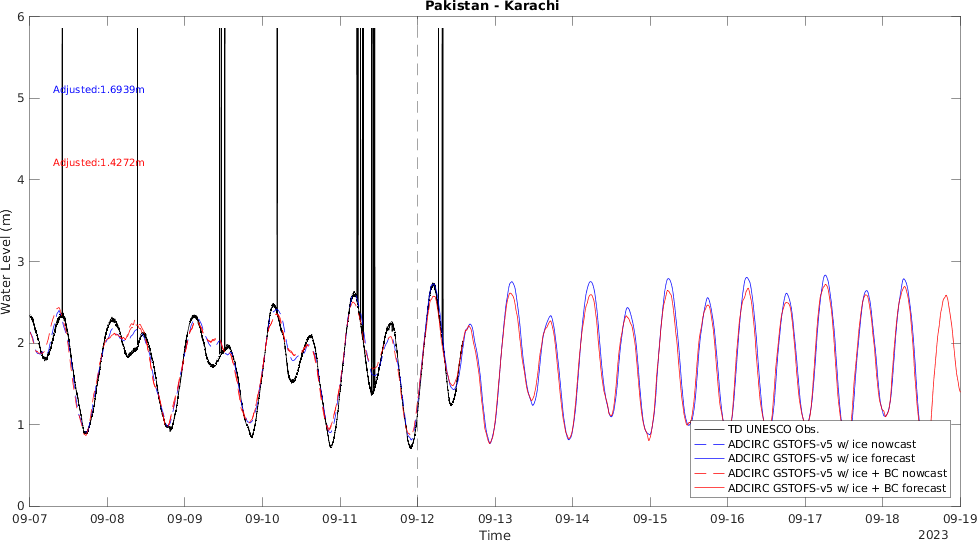 Pakistan - Karachi
6
5
4
3
2
1
0
Water Level (m)
Adjusted:1.6939m
Adjusted:1.4272m
TD UNESCO Obs.
ADCIRC GSTOFS-v5 w/ ice nowcast
ADCIRC GSTOFS-v5 w/ ice forecast
ADCIRC GSTOFS-v5 w/ ice + BC nowcast
ADCIRC GSTOFS-v5 w/ ice + BC forecast
09-07 09-08 09-09 09-10 09-11 09-12 09-13 09-14 09-15 09-16 09-17 09-18 09-19
Time
2023